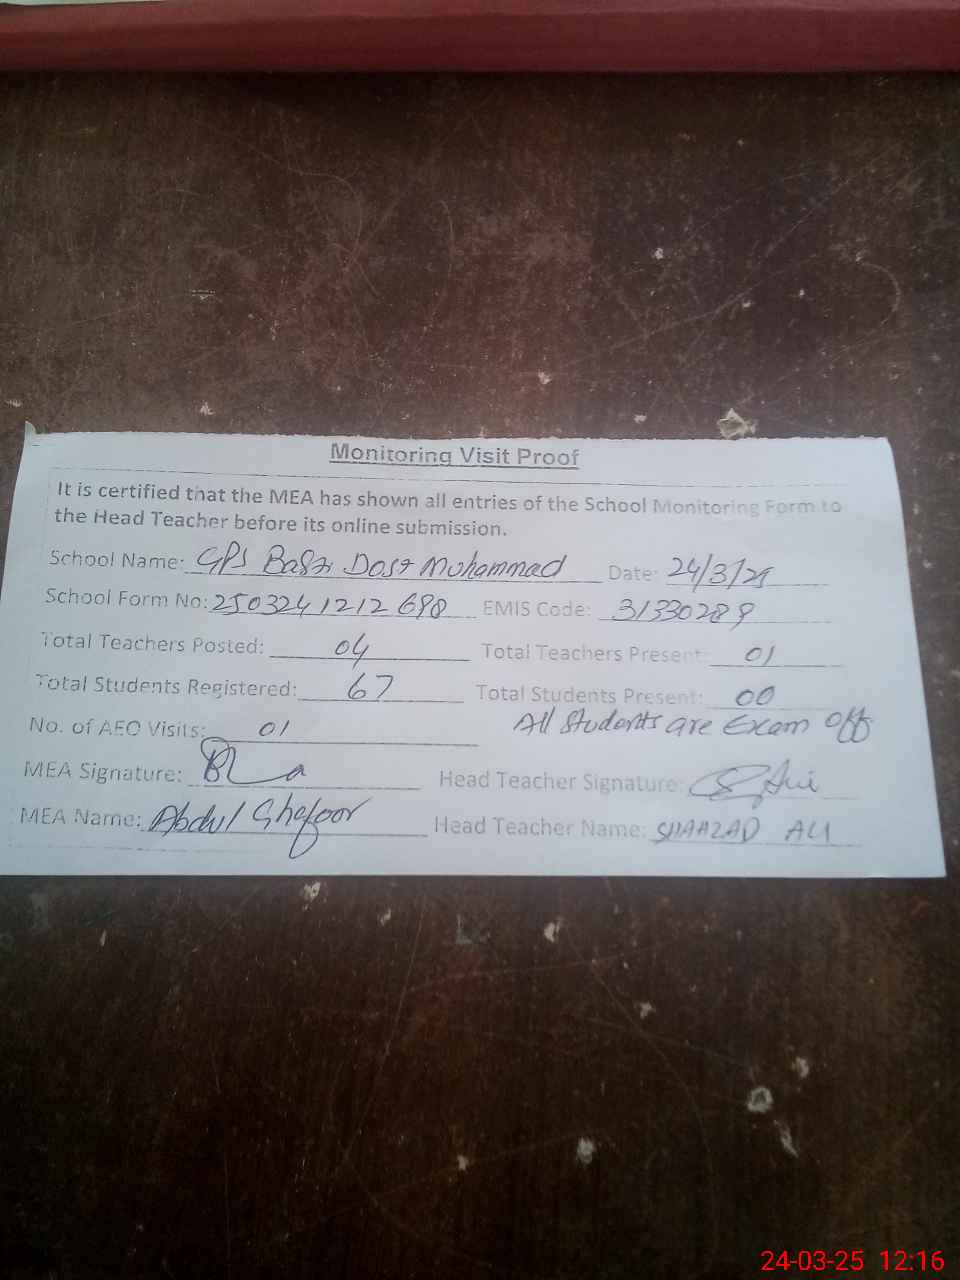 Monitoring Visit Proof
It is certified that the MEA has shown all entries of the School Monitoring Form to
the Head Teacher before its online submission.
School Name: GPS Basti Dost Muhammad Date: 24/3/25
School Form No: 2503241212690 EMIS Code: 31330289
Total Teachers Posted: 04 Total Teachers Present: 01
Total Students Registered: 67 Total Students Present: 00
No. of AEO Visits: 01 All Students are Exam off
MEA Signature: Head Teacher Signature:
MEA Name: Abdul Ghafoor Head Teacher Name: SHAHZAD ALI
24-03-25 12:16